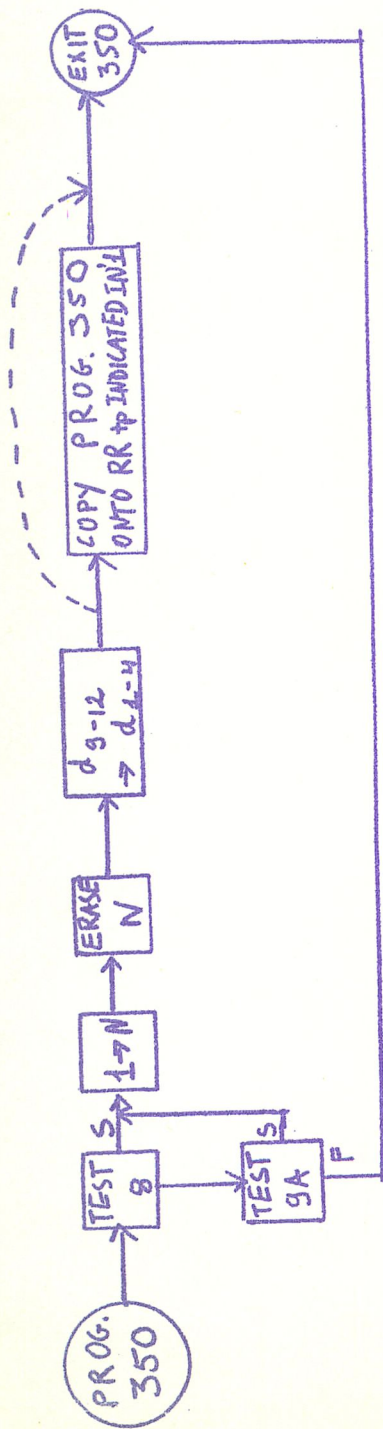 PROG.
350
TEST
8
S
1→N
ERASE
N
d9-12
→ d1-4
COPY PROG. 350
ONTO RR tp INDICATED IN 1
EXIT
350
TEST
9A
S
F